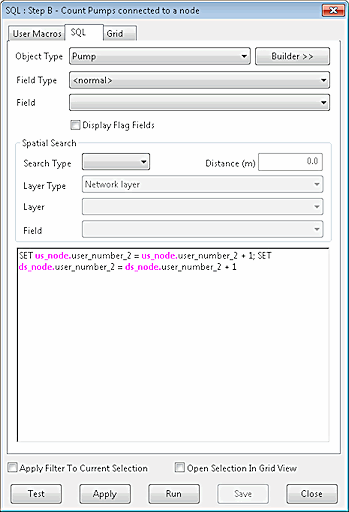 SQL : Step B - Count Pumps connected to a node
User Macros SQL Grid
Object Type Pump Builder >>
Field Type <normal>
Field
Display Flag Fields
Spatial Search
Search Type Distance (m) 0.0
Layer Type Network layer
Layer
Field
SET us_node.user_number_2 = us_node.user_number_2 + 1; SET
ds_node.user_number_2 = ds_node.user_number_2 + 1
Apply Filter To Current Selection Open Selection In Grid View
Test Apply Run Save Close